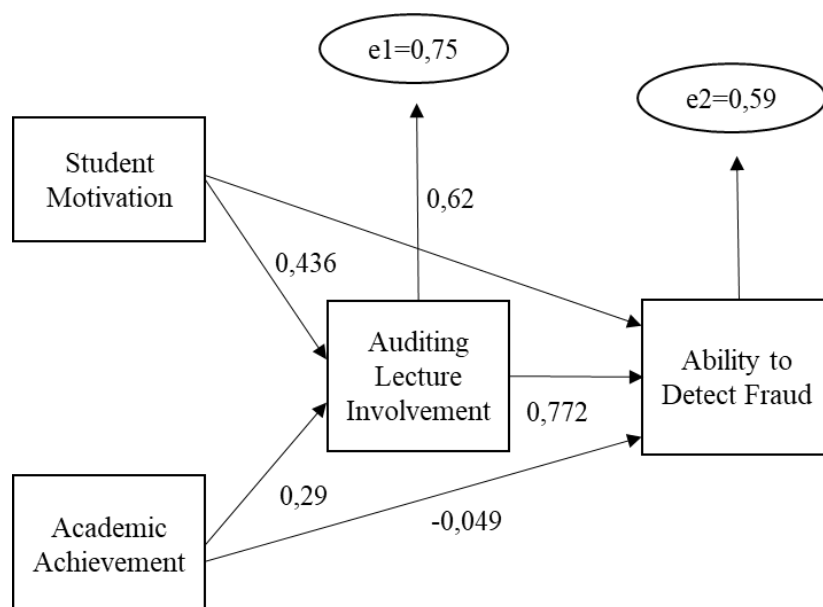 e1=0,75
e2=0,59
Student
Motivation
0,62
0,436
Auditing
Lecture
Involvement
Ability to
Detect Fraud
0,772
0,29
-0,049
Academic
Achievement